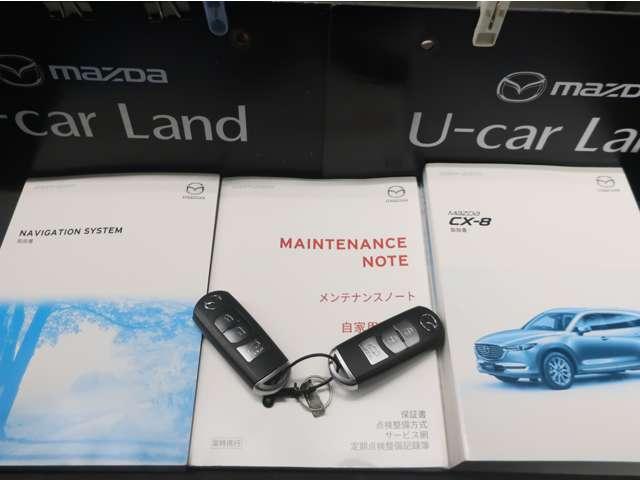 mazda
U-car Land
mazda
U-car Land
NAVIGATION SYSTEM
取扱書
MAINTENANCE
NOTE
メンテナンスノート
自家用
保証書
点検整備方式
サービス網
定期点検整備記録簿
MAZDA
CX-8
取扱書